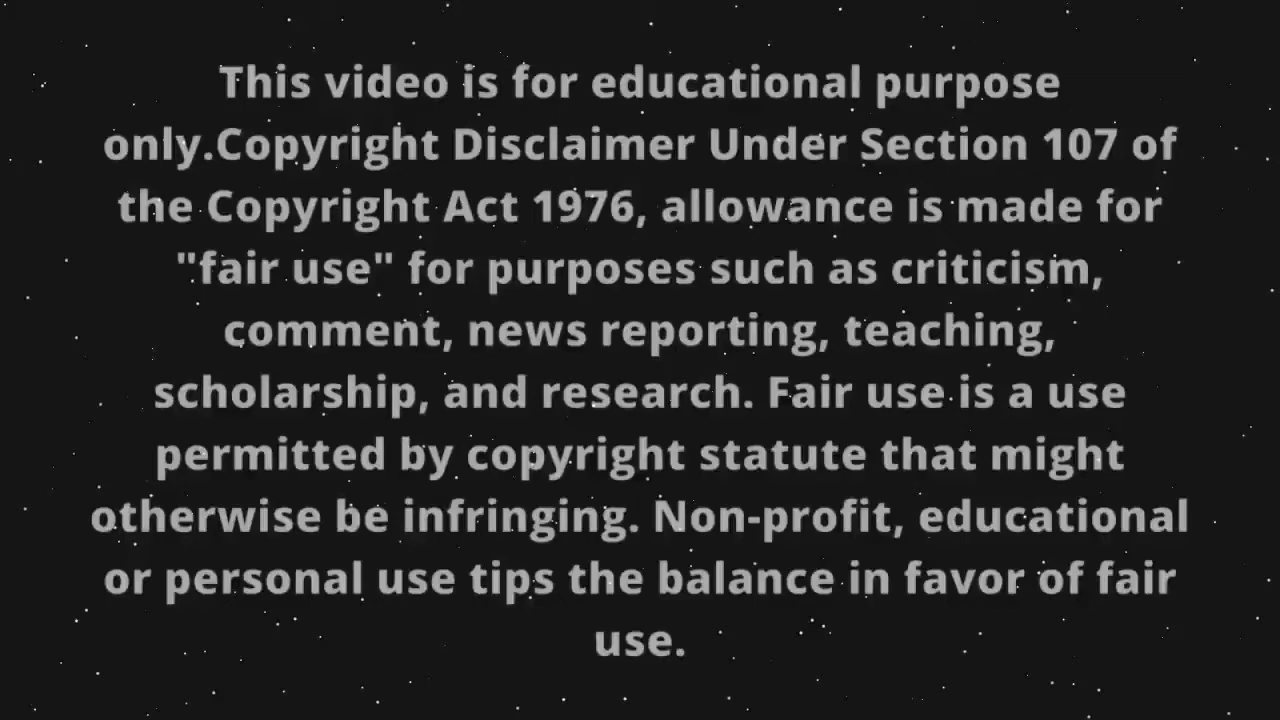 This video is for educational purpose
only.Copyright Disclaimer Under Section 107 of
the Copyright Act 1976, allowance is made for
"fair use" for purposes such as criticism,
comment, news reporting, teaching,
scholarship, and research. Fair use is a use
permitted by copyright statute that might
otherwise be infringing. Non-profit, educational
or personal use tips the balance in favor of fair
use.